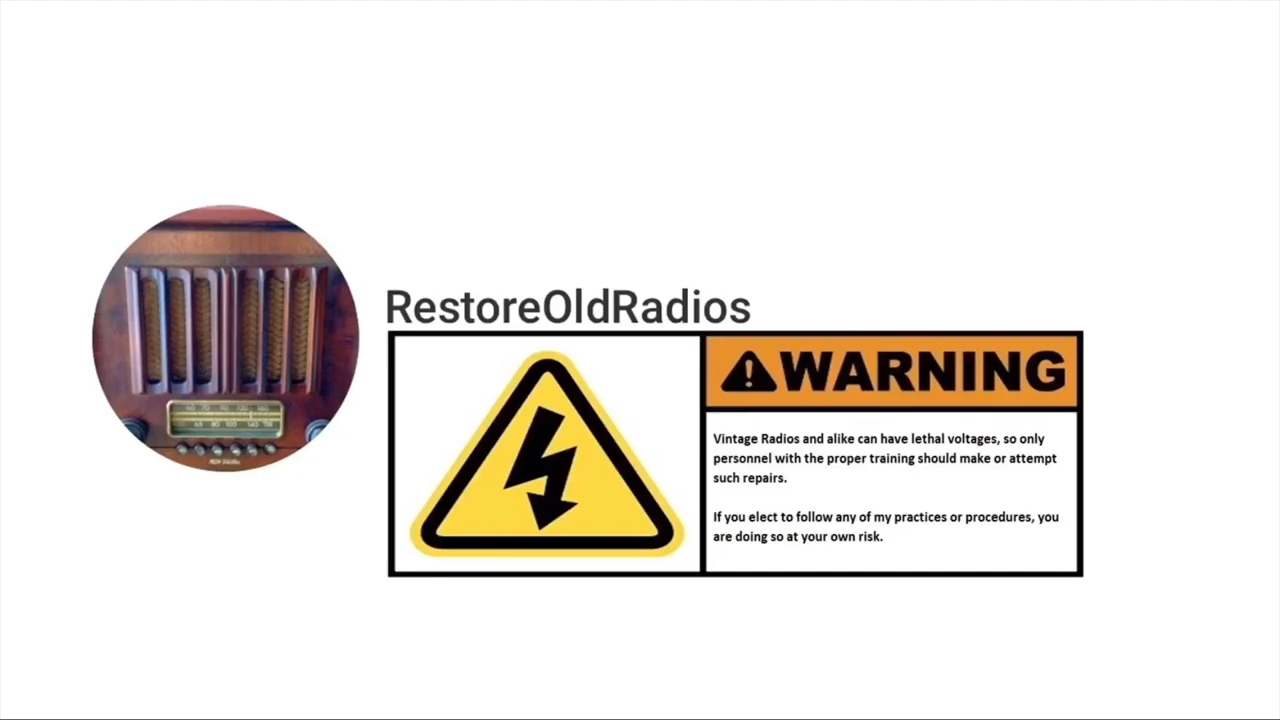 RestoreOldRadios
WARNING
Vintage Radios and alike can have lethal voltages, so only
personnel with the proper training should make or attempt
such repairs.
If you elect to follow any of my practices or procedures, you
are doing so at your own risk.